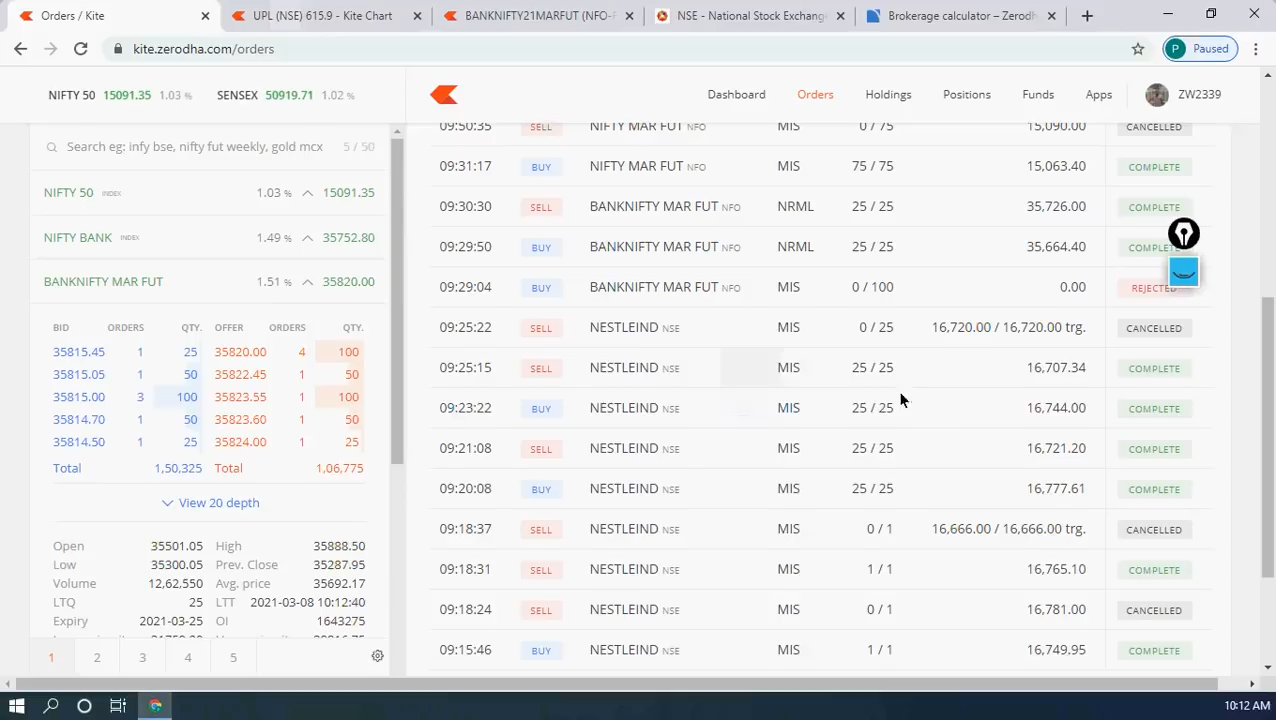 Orders / Kite
UPL (NSE) 615.9 - Kite Chart
BANKNIFTY21MARFUT (NFO-F
NSE - National Stock Exchang
Brokerage calculator – Zerodh
kite.zerodha.com/orders
P Paused
NIFTY 50 15091.35 1.03 % SENSEX 50919.71 1.02 %
Dashboard Orders Holdings Positions Funds Apps ZW2339
Search eg: infy bse, nifty fut weekly, gold mcx 5 / 50
NIFTY 50 INDEX 1.03 % 15091.35
NIFTY BANK INDEX 1.49 % 35752.80
BANKNIFTY MAR FUT 1.51 % 35820.00
BID ORDERS QTY. OFFER ORDERS QTY.
35815.45 1 25 35820.00 4 100
35815.05 1 50 35822.45 1 50
35815.00 3 100 35823.55 1 100
35814.70 1 50 35823.60 1 50
35814.50 1 25 35824.00 1 25
Total 1,50,325 Total 1,06,775
View 20 depth
Open 35501.05 High 35888.50
Low 35300.05 Prev. Close 35287.95
Volume 12,62,550 Avg. price 35692.17
LTQ 25 LTT 2021-03-08 10:12:40
Expiry 2021-03-25 OI 1643275
1 2 3 4 5
09:50:35 SELL NIFTY MAR FUT NFO MIS 0 / 75 15,090.00 CANCELLED
09:31:17 BUY NIFTY MAR FUT NFO MIS 75 / 75 15,063.40 COMPLETE
09:30:30 SELL BANKNIFTY MAR FUT NFO NRML 25 / 25 35,726.00 COMPLETE
09:29:50 BUY BANKNIFTY MAR FUT NFO NRML 25 / 25 35,664.40 COMPLETE
09:29:04 BUY BANKNIFTY MAR FUT NFO MIS 0 / 100 0.00 REJECTED
09:25:22 SELL NESTLEIND NSE MIS 0 / 25 16,720.00 / 16,720.00 trg. CANCELLED
09:25:15 SELL NESTLEIND NSE MIS 25 / 25 16,707.34 COMPLETE
09:23:22 BUY NESTLEIND NSE MIS 25 / 25 16,744.00 COMPLETE
09:21:08 SELL NESTLEIND NSE MIS 25 / 25 16,721.20 COMPLETE
09:20:08 BUY NESTLEIND NSE MIS 25 / 25 16,777.61 COMPLETE
09:18:37 SELL NESTLEIND NSE MIS 0 / 1 16,666.00 / 16,666.00 trg. CANCELLED
09:18:31 SELL NESTLEIND NSE MIS 1 / 1 16,765.10 COMPLETE
09:18:24 SELL NESTLEIND NSE MIS 0 / 1 16,781.00 CANCELLED
09:15:46 BUY NESTLEIND NSE MIS 1 / 1 16,749.95 COMPLETE
10:12 AM